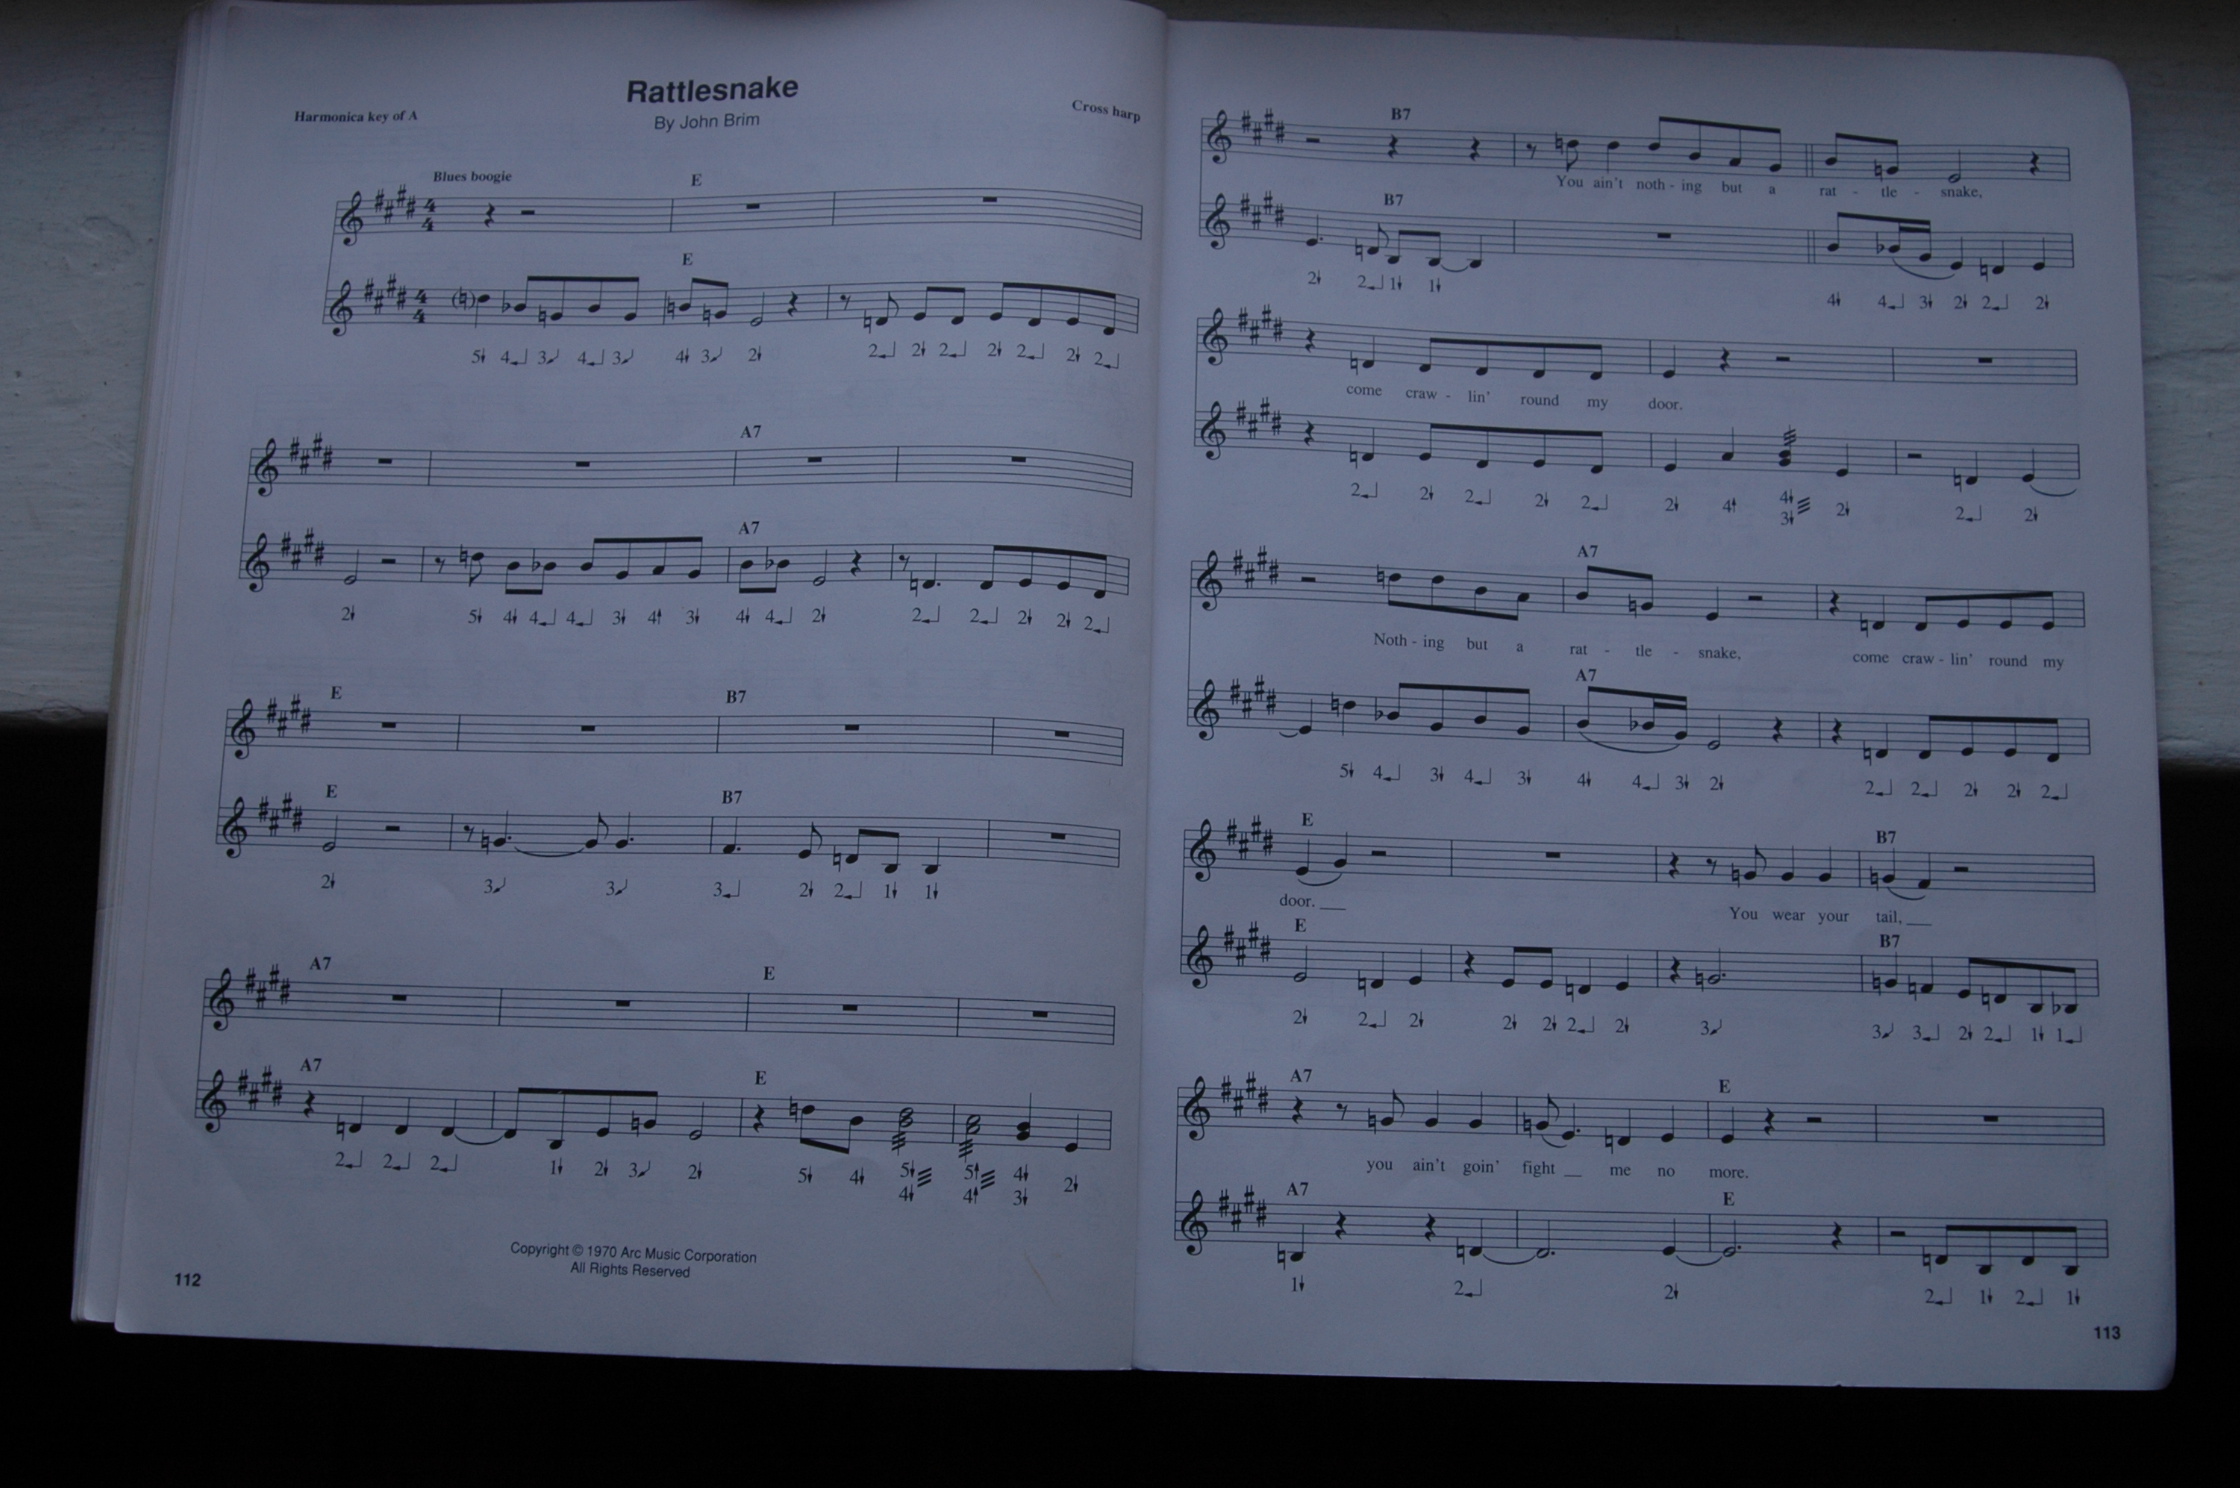 Rattlesnake
Harmonica key of A
By John Brim
Cross harp
Blues boogie
E
E
5 4 3 4 3 4 3 2 2 2 2 2 2 2 2
A7
A7
2 5 4 4 4 3 4 3 4 4 2 2 2 2 2 2
E B7
E B7
2 3 3 3 2 2 1 1
A7 E
A7 E
2 2 2 1 2 3 2 5 4 5 5 4 2
4 4 3
Copyright © 1970 Arc Music Corporation
All Rights Reserved
112
B7
You ain't noth - ing but a rat - tle - snake,
B7
2 2 1 1 4 4 3 2 2 2
come craw - lin' round my door.
2 2 2 2 2 2 4 4 2 2 2
3
A7
Noth - ing but a rat - tle - snake, come craw - lin' round my
A7
5 4 3 4 3 4 4 3 2 2 2 2 2 2
E B7
door. You wear your tail,
E B7
2 2 2 2 2 2 2 3 3 3 2 2 1 1
A7 E
you ain't goin' fight me no more.
A7 E
1 2 2 2 1 2 1
113